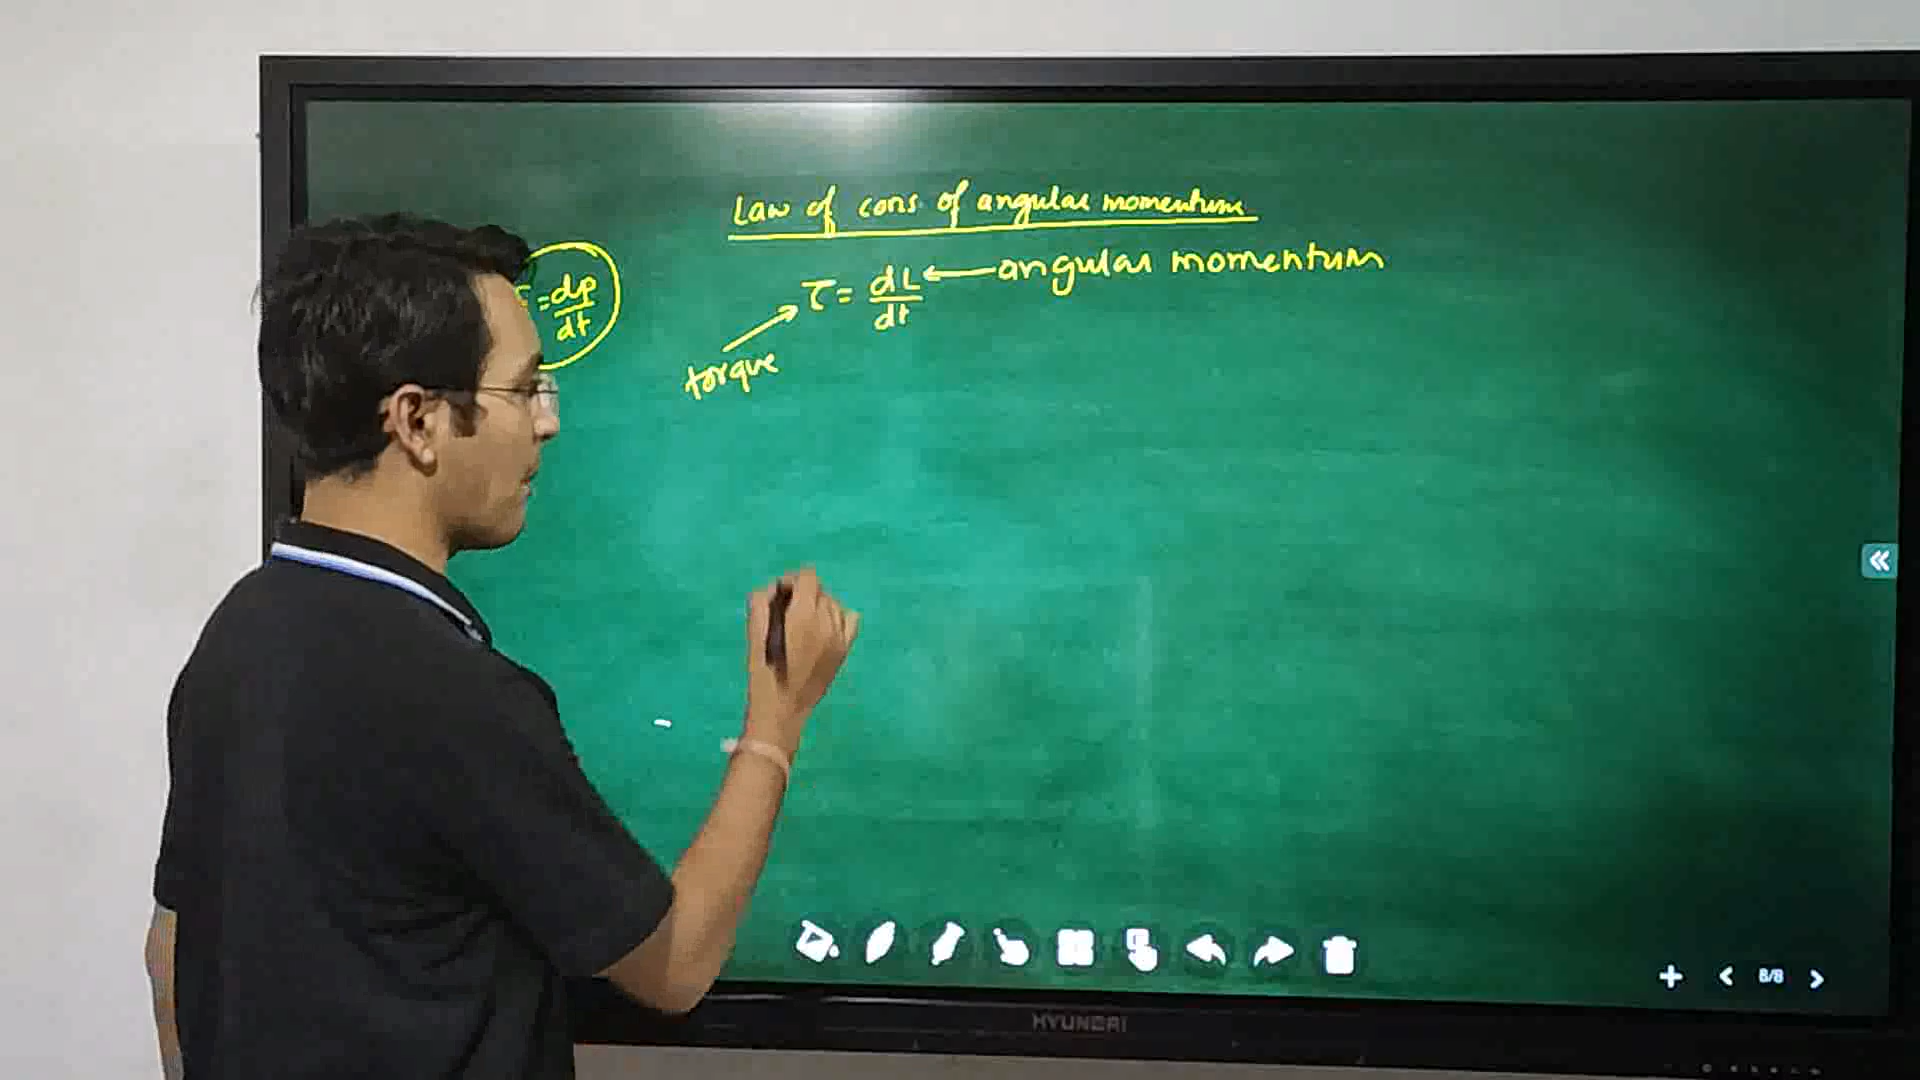 Law of cons of angular momentum
= dp/dt
τ = dL/dt ← angular momentum
torque
8/8
HYUNDAI